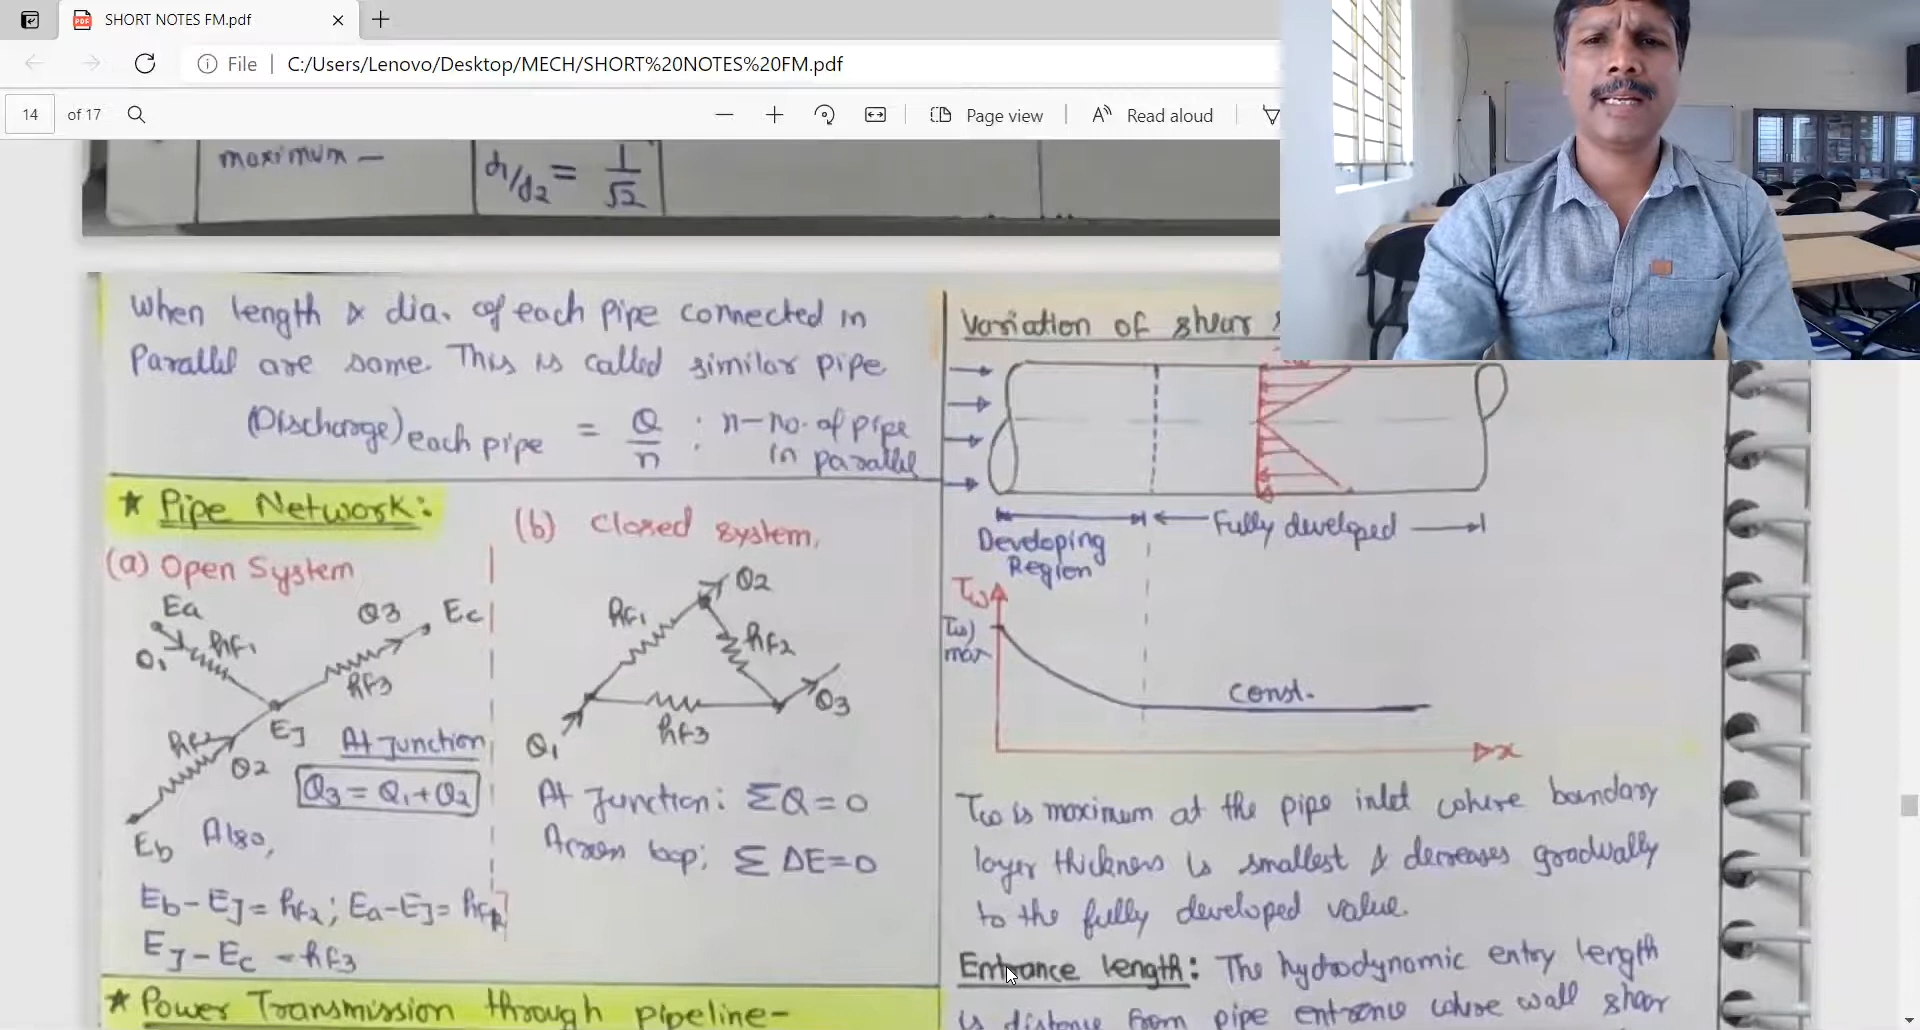 SHORT NOTES FM.pdf
File
C:/Users/Lenovo/Desktop/MECH/SHORT%20NOTES%20FM.pdf
14 of 17
Page view
Read aloud
maximum —
d1/d2 = 1/√2
When length & dia. of each pipe connected in
Parallel are same. This is called similar pipe
(Discharge) each pipe = Q/n : n-no. of pipe
in parallel
★ Pipe Network:
(a) Open System
Ea
Q3
Ec
Q1
hf1
hf3
EJ
hf2
Q2
At Junction
Q3 = Q1 + Q2
Eb
Also,
Eb - EJ = hf2 ; Ea - EJ = hf1
EJ - Ec = hf3
(b) Closed system.
Q2
hf1
hf2
Q3
Q1
hf3
At Junction: ΣQ = 0
Across loop; Σ ΔE = 0
★ Power Transmission through pipeline-
Variation of shear
Developing
Region
Fully developed
Tω
Tω)
max
Const.
x
Tω is maximum at the pipe inlet where boundary
layer thickness is smallest & decreases gradually
to the fully developed value.
Entrance length: The hydrodynamic entry length
is distance from pipe entrance where wall shear